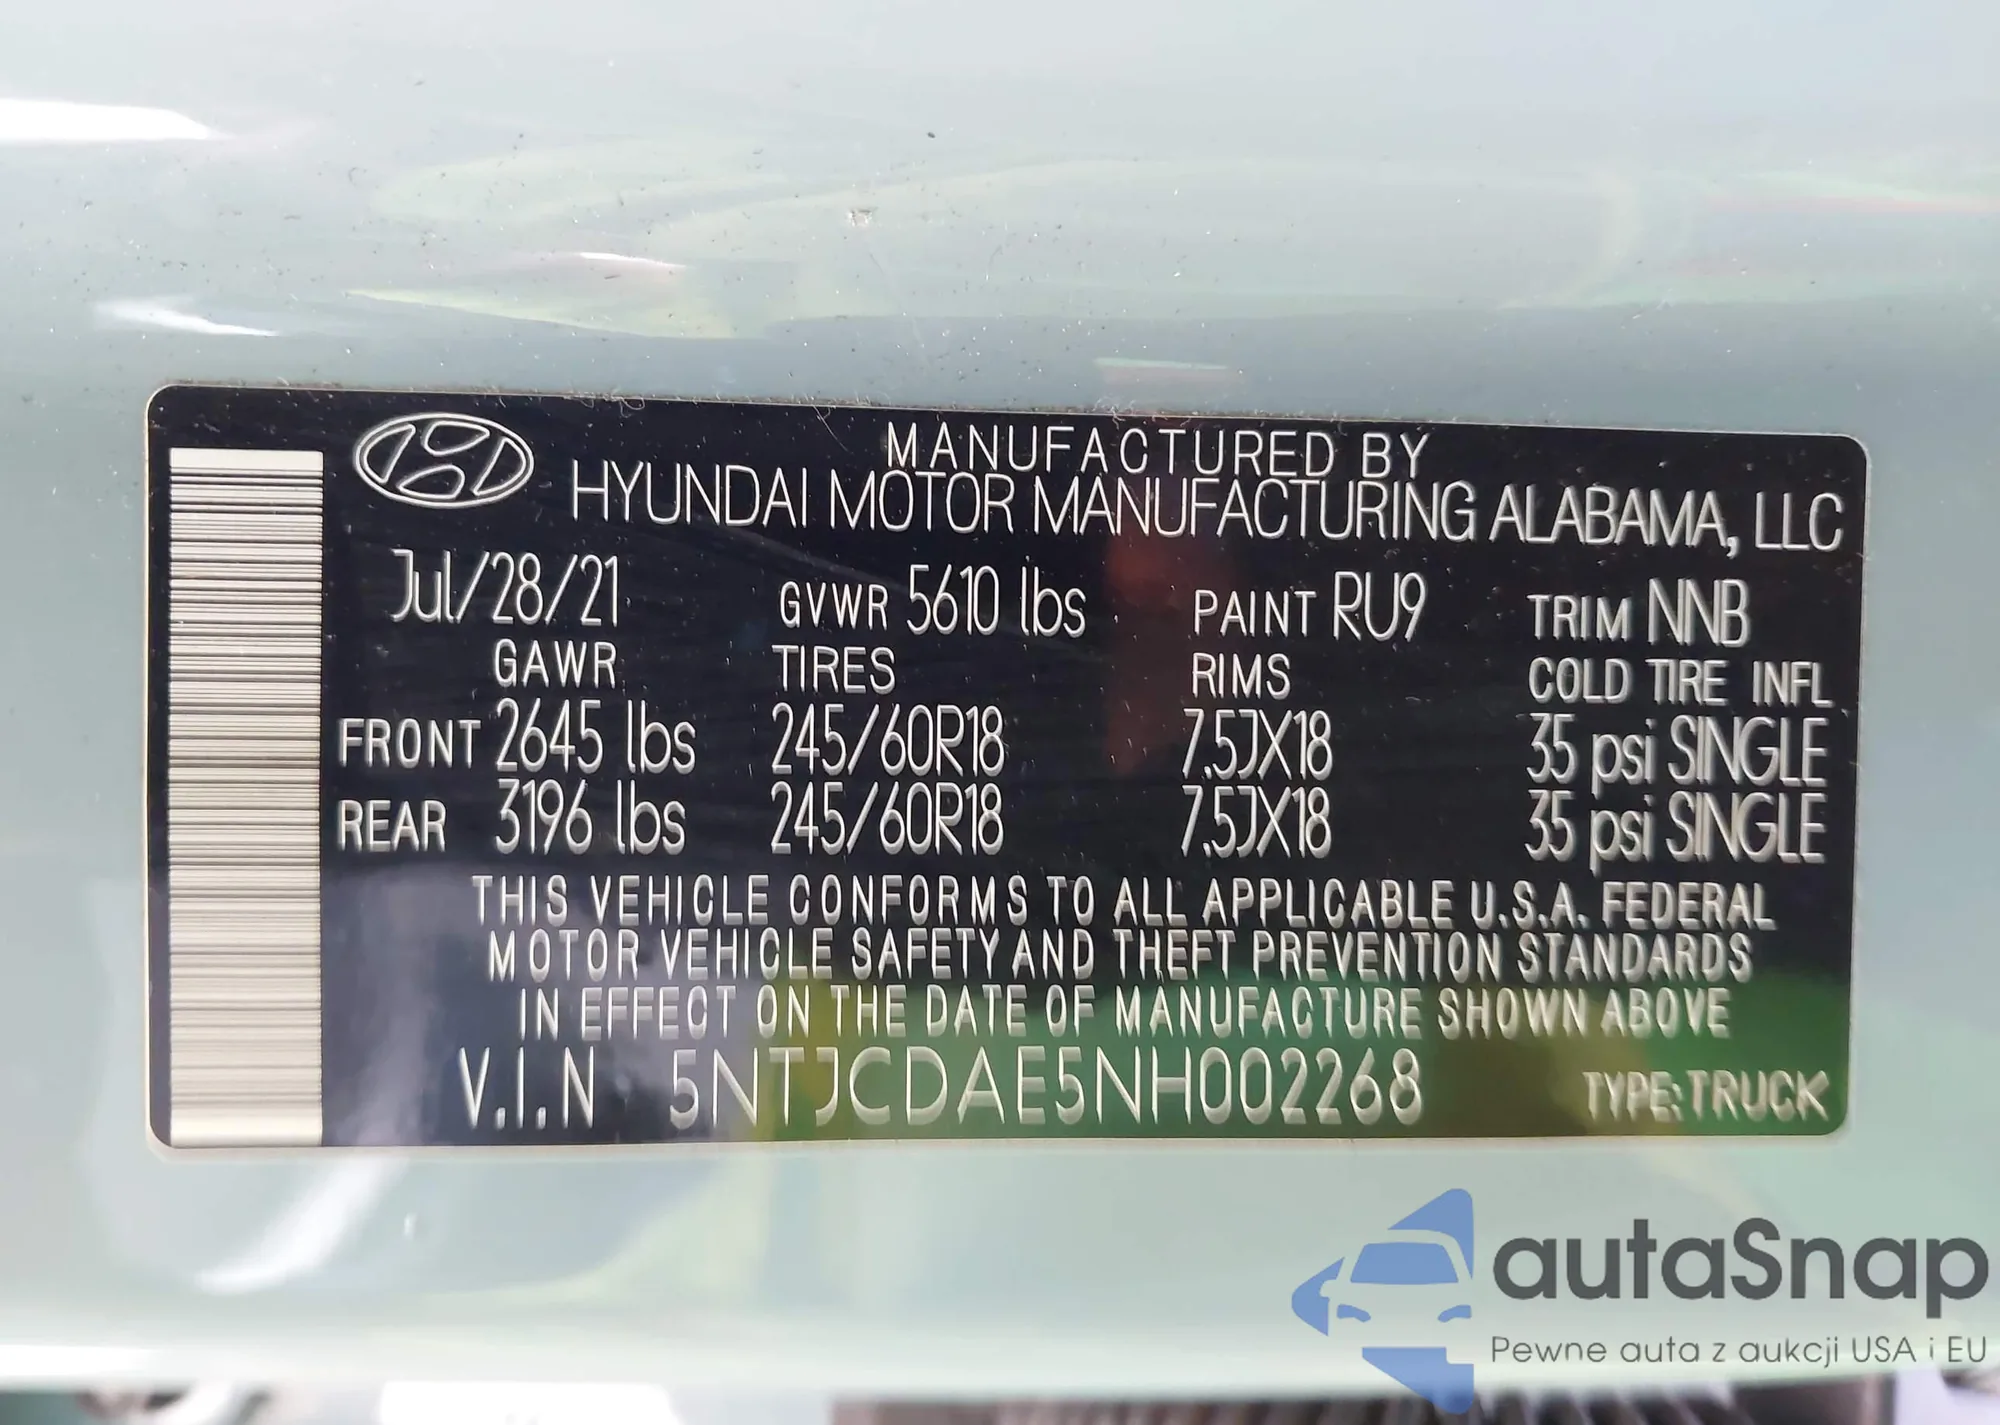 MANUFACTURED BY
HYUNDAI MOTOR MANUFACTURING ALABAMA, LLC
Jul/28/21 GVWR 5610 lbs PAINT RU9 TRIM NNB
GAWR TIRES RIMS COLD TIRE INFL
FRONT 2645 lbs 245/60R18 7.5JX18 35 psi SINGLE
REAR 3196 lbs 245/60R18 7.5JX18 35 psi SINGLE
THIS VEHICLE CONFORMS TO ALL APPLICABLE U.S.A. FEDERAL
MOTOR VEHICLE SAFETY AND THEFT PREVENTION STANDARDS
IN EFFECT ON THE DATE OF MANUFACTURE SHOWN ABOVE
V.I.N 5NTJCDAE5NH002268 TYPE:TRUCK
autaSnap
Pewne auta z aukcji USA i EU